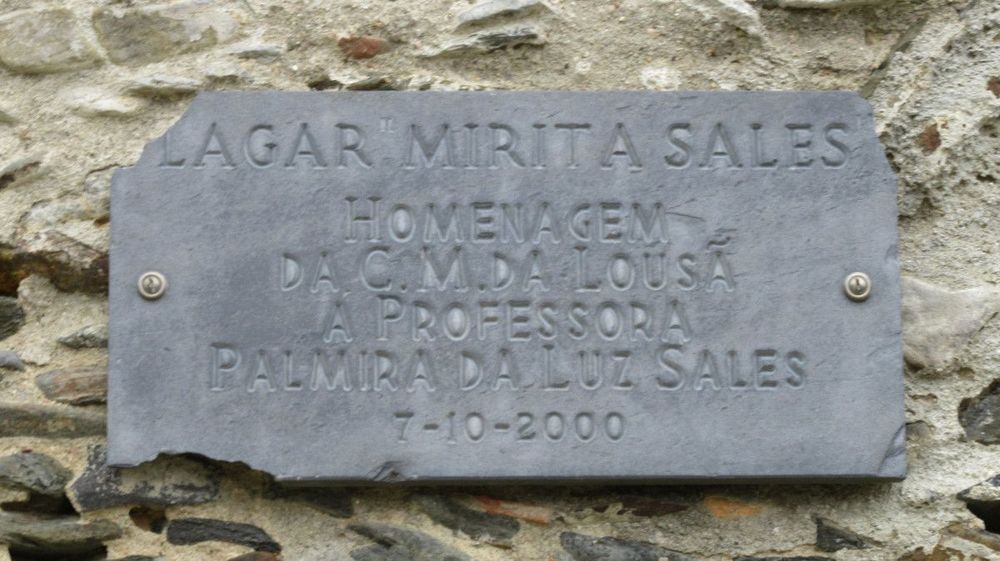 LAGAR "MIRITA SALES"
HOMENAGEM
DA C.M. DA LOUSÃ
A PROFESSORA
PALMIRA DA LUZ SALES
7-10-2000